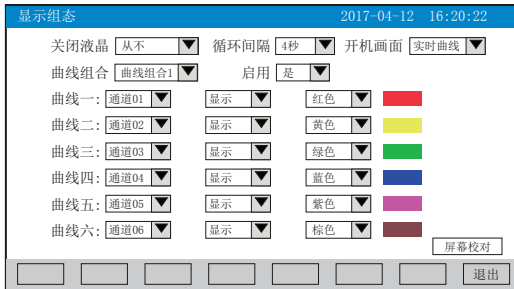 显示组态 2017-04-12 16:20:22
关闭液晶 从不 循环间隔 4秒 开机画面 实时曲线
曲线组合 曲线组合1 启用 是
曲线一: 通道01 显示 红色
曲线二: 通道02 显示 黄色
曲线三: 通道03 显示 绿色
曲线四: 通道04 显示 蓝色
曲线五: 通道05 显示 紫色
曲线六: 通道06 显示 棕色
屏幕校对
退出